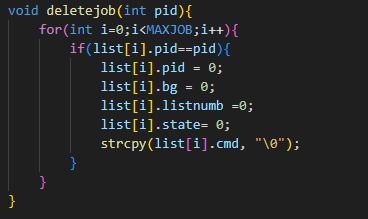 void deletejob(int pid){
    for(int i=0;i<MAXJOB;i++){
        if(list[i].pid==pid){
            list[i].pid = 0;
            list[i].bg = 0;
            list[i].listnumb =0;
            list[i].state= 0;
            strcpy(list[i].cmd, "\0");
        }
    }
}